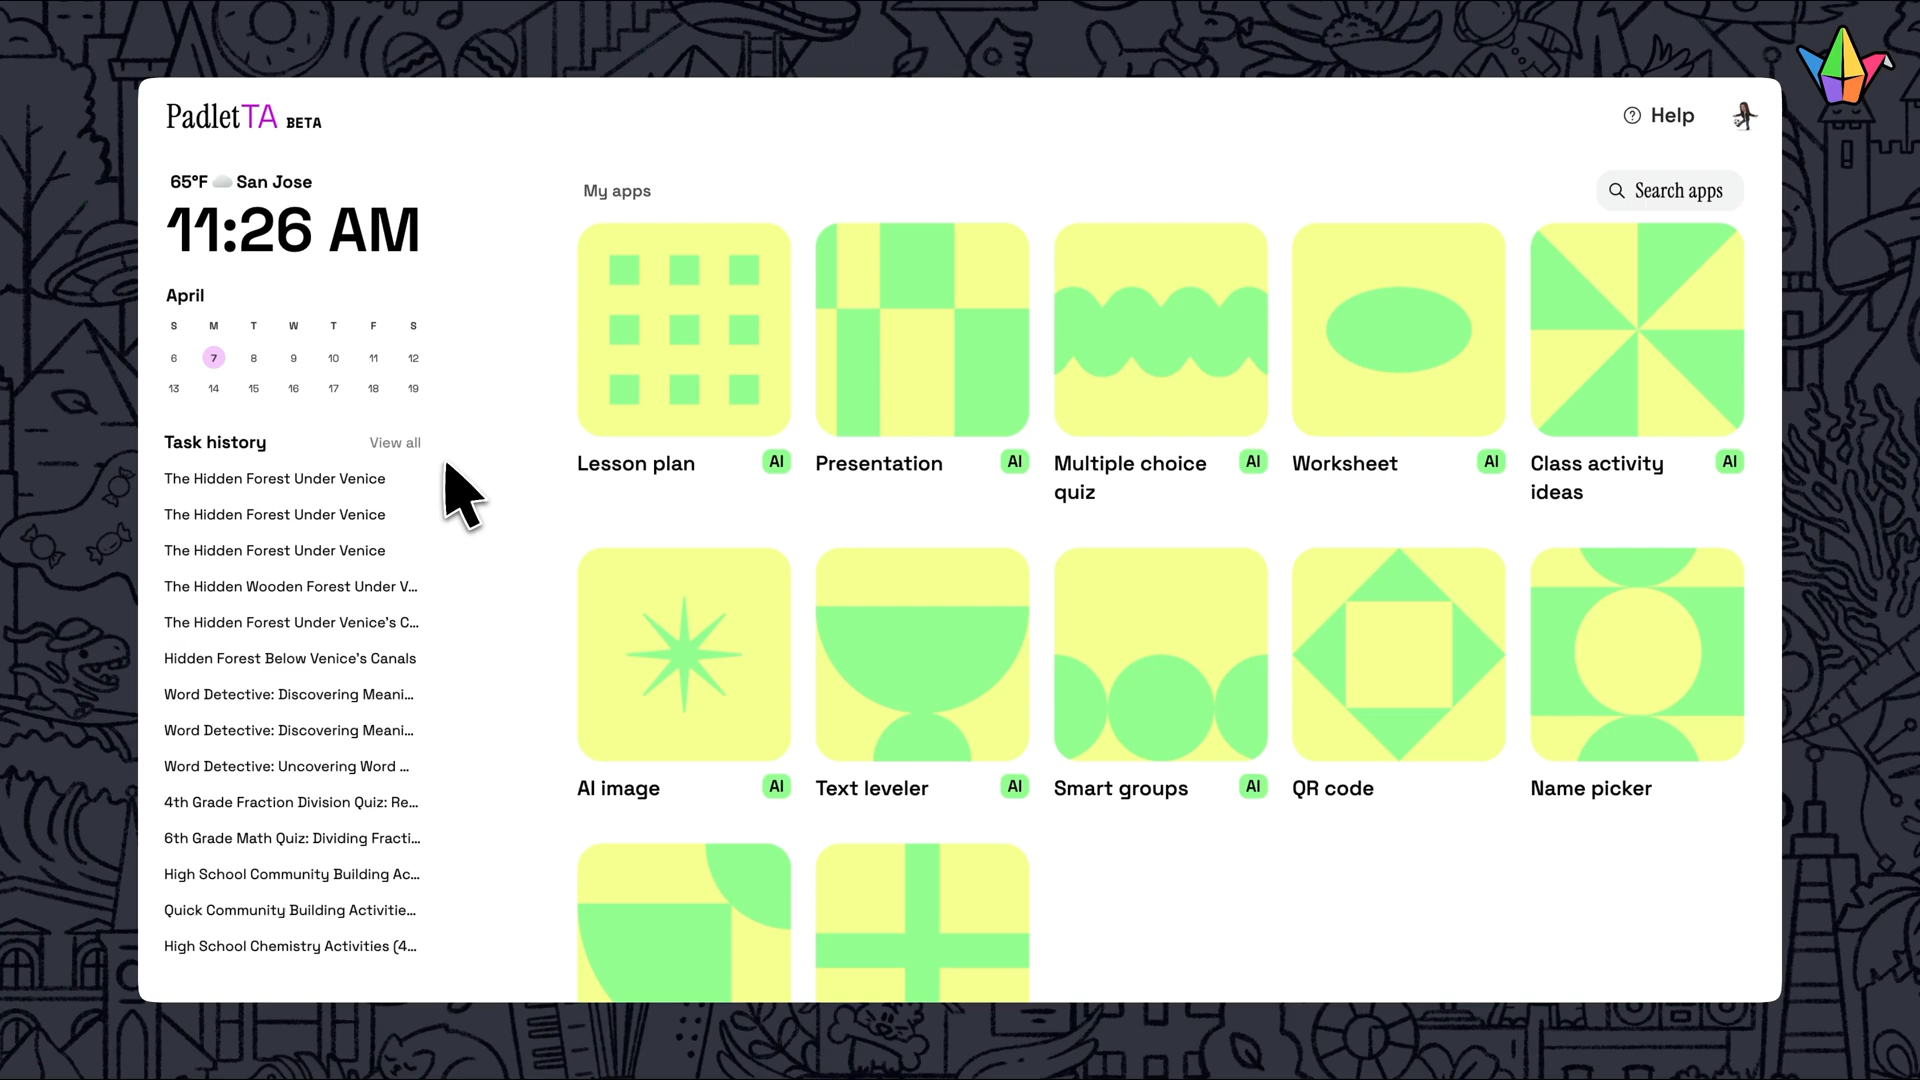 PadletTA BETA
Help
65°F San Jose
11:26 AM
April
S M T W T F S
6 7 8 9 10 11 12
13 14 15 16 17 18 19
Task history
View all
The Hidden Forest Under Venice
The Hidden Forest Under Venice
The Hidden Forest Under Venice
The Hidden Wooden Forest Under V...
The Hidden Forest Under Venice's C...
Hidden Forest Below Venice's Canals
Word Detective: Discovering Meani...
Word Detective: Discovering Meani...
Word Detective: Uncovering Word ...
4th Grade Fraction Division Quiz: Re...
6th Grade Math Quiz: Dividing Fracti...
High School Community Building Ac...
Quick Community Building Activitie...
High School Chemistry Activities (4...
My apps
Search apps
Lesson plan AI
Presentation AI
Multiple choice AI
quiz
Worksheet AI
Class activity AI
ideas
AI image AI
Text leveler AI
Smart groups AI
QR code
Name picker